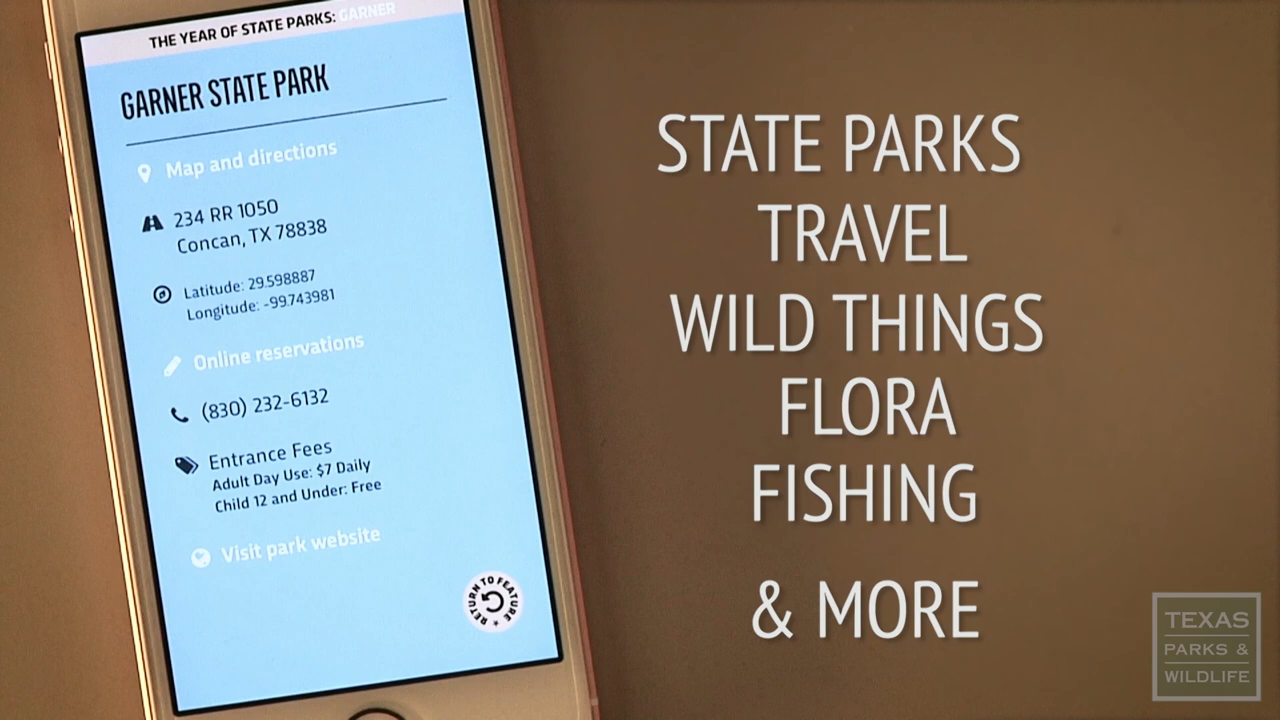 THE YEAR OF STATE PARKS: GARNER
GARNER STATE PARK
Map and directions
234 RR 1050
Concan, TX 78838
Latitude: 29.598887
Longitude: -99.743981
Online reservations
(830) 232-6132
Entrance Fees
Adult Day Use: $7 Daily
Child 12 and Under: Free
Visit park website
RETURN TO FEATURE ★
STATE PARKS
TRAVEL
WILD THINGS
FLORA
FISHING
& MORE
TEXAS
PARKS &
WILDLIFE